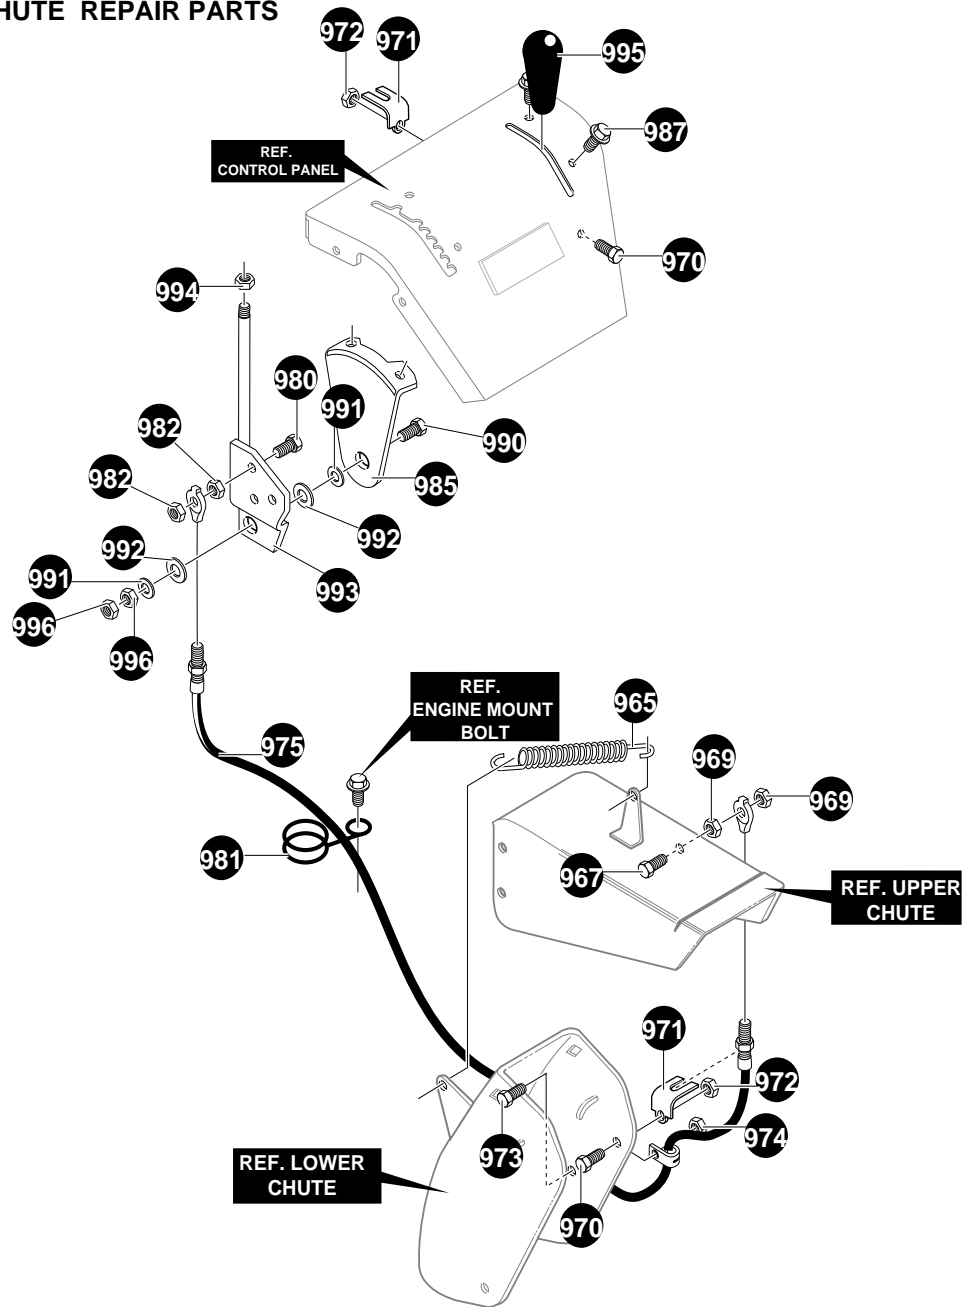 HUTE REPAIR PARTS
972
971
995
987
REF.
CONTROL PANEL
970
994
980
991
982
990
982
985
992
992
991
993
996
996
REF.
ENGINE MOUNT
BOLT
965
975
969
969
981
967
REF. UPPER
CHUTE
971
972
974
973
REF. LOWER
CHUTE
970